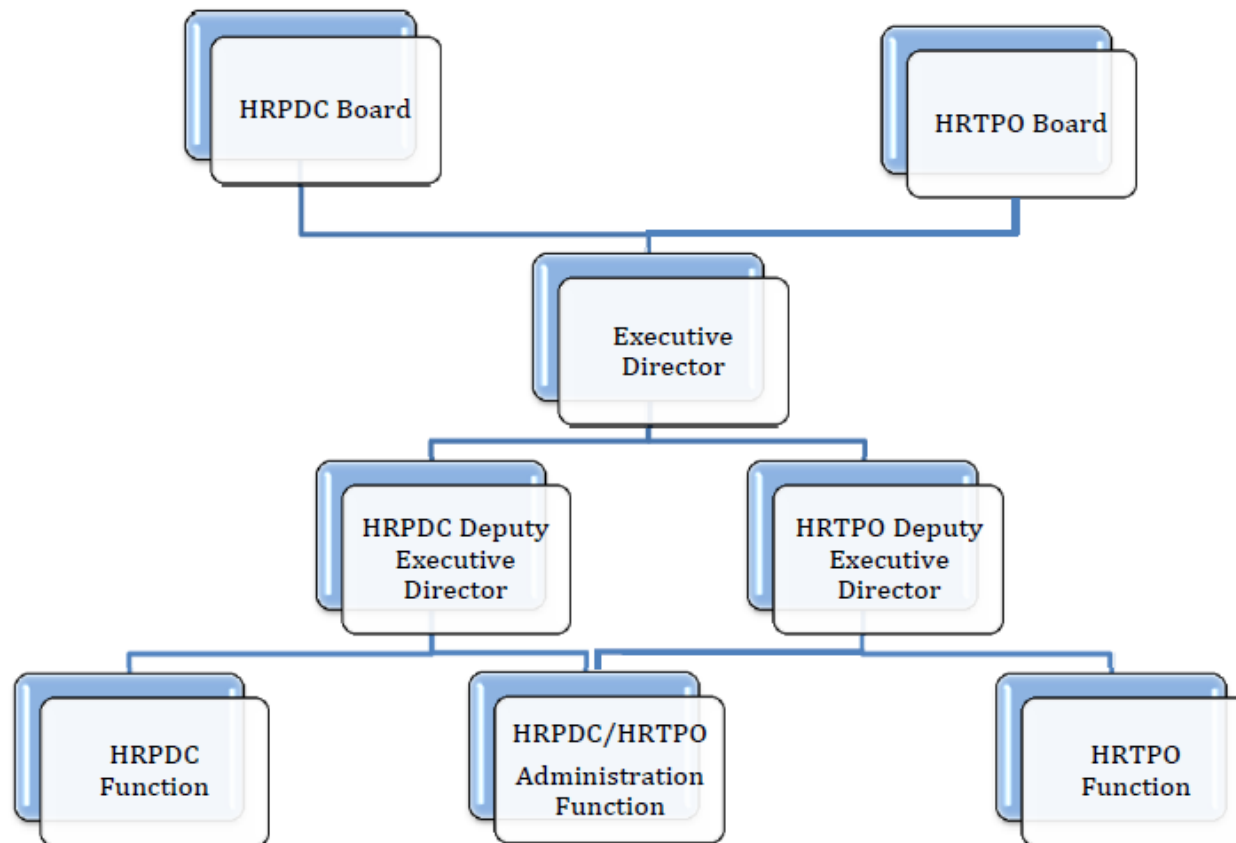 HRPDC Board
HRTPO Board
Executive
Director
HRPDC Deputy
Executive
Director
HRTPO Deputy
Executive
Director
HRPDC
Function
HRPDC/HRTPO
Administration
Function
HRTPO
Function